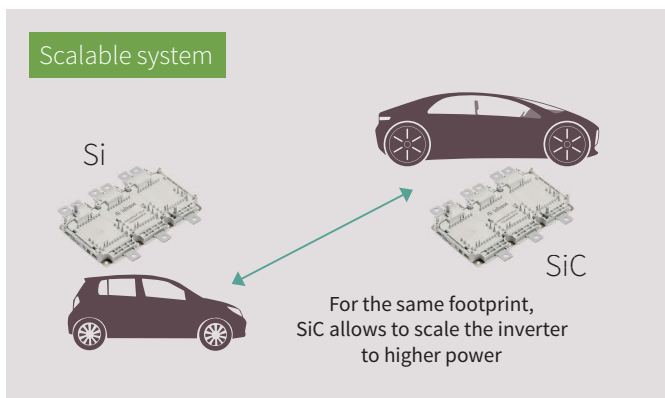 Scalable system
Si
SiC
For the same footprint,
SiC allows to scale the inverter
to higher power